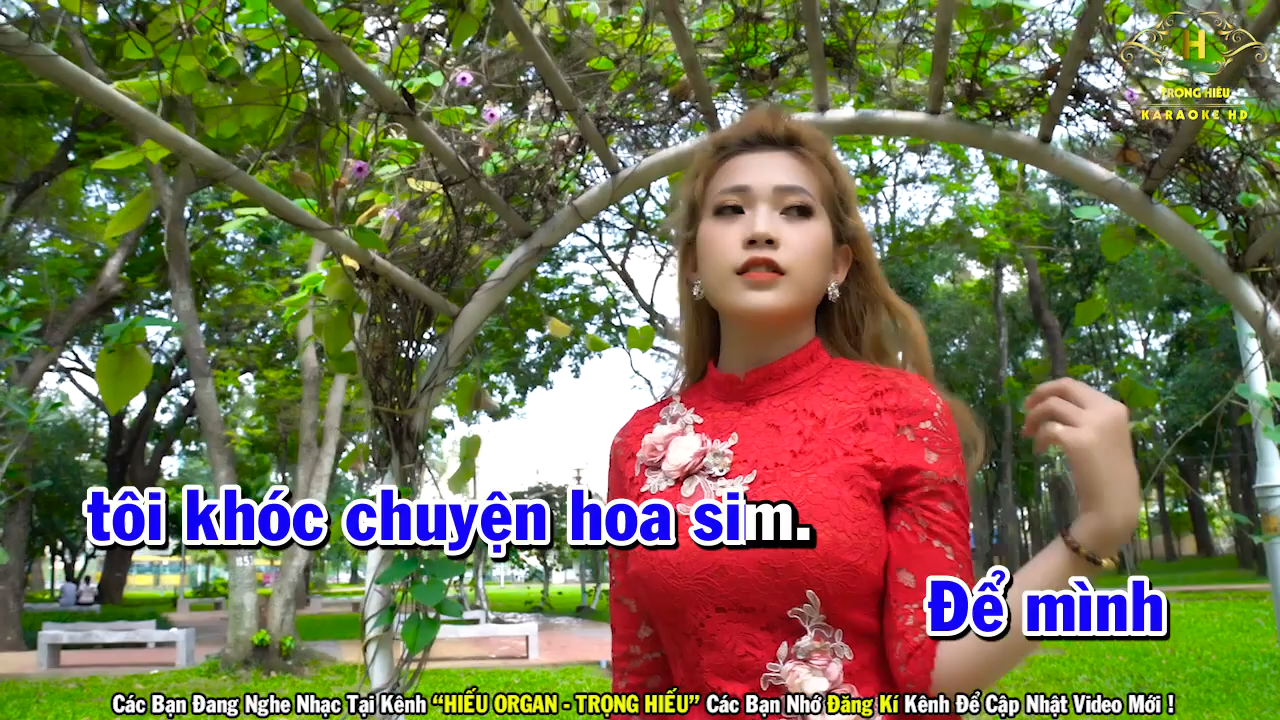 H
TRỌNG HIẾU
KARAOKE HD
tôi khóc chuyện hoa sim.
Để mình
Các Bạn Đang Nghe Nhạc Tại Kênh “HIẾU ORGAN - TRỌNG HIẾU” Các Bạn Nhớ Đăng Kí Kênh Để Cập Nhật Video Mới !